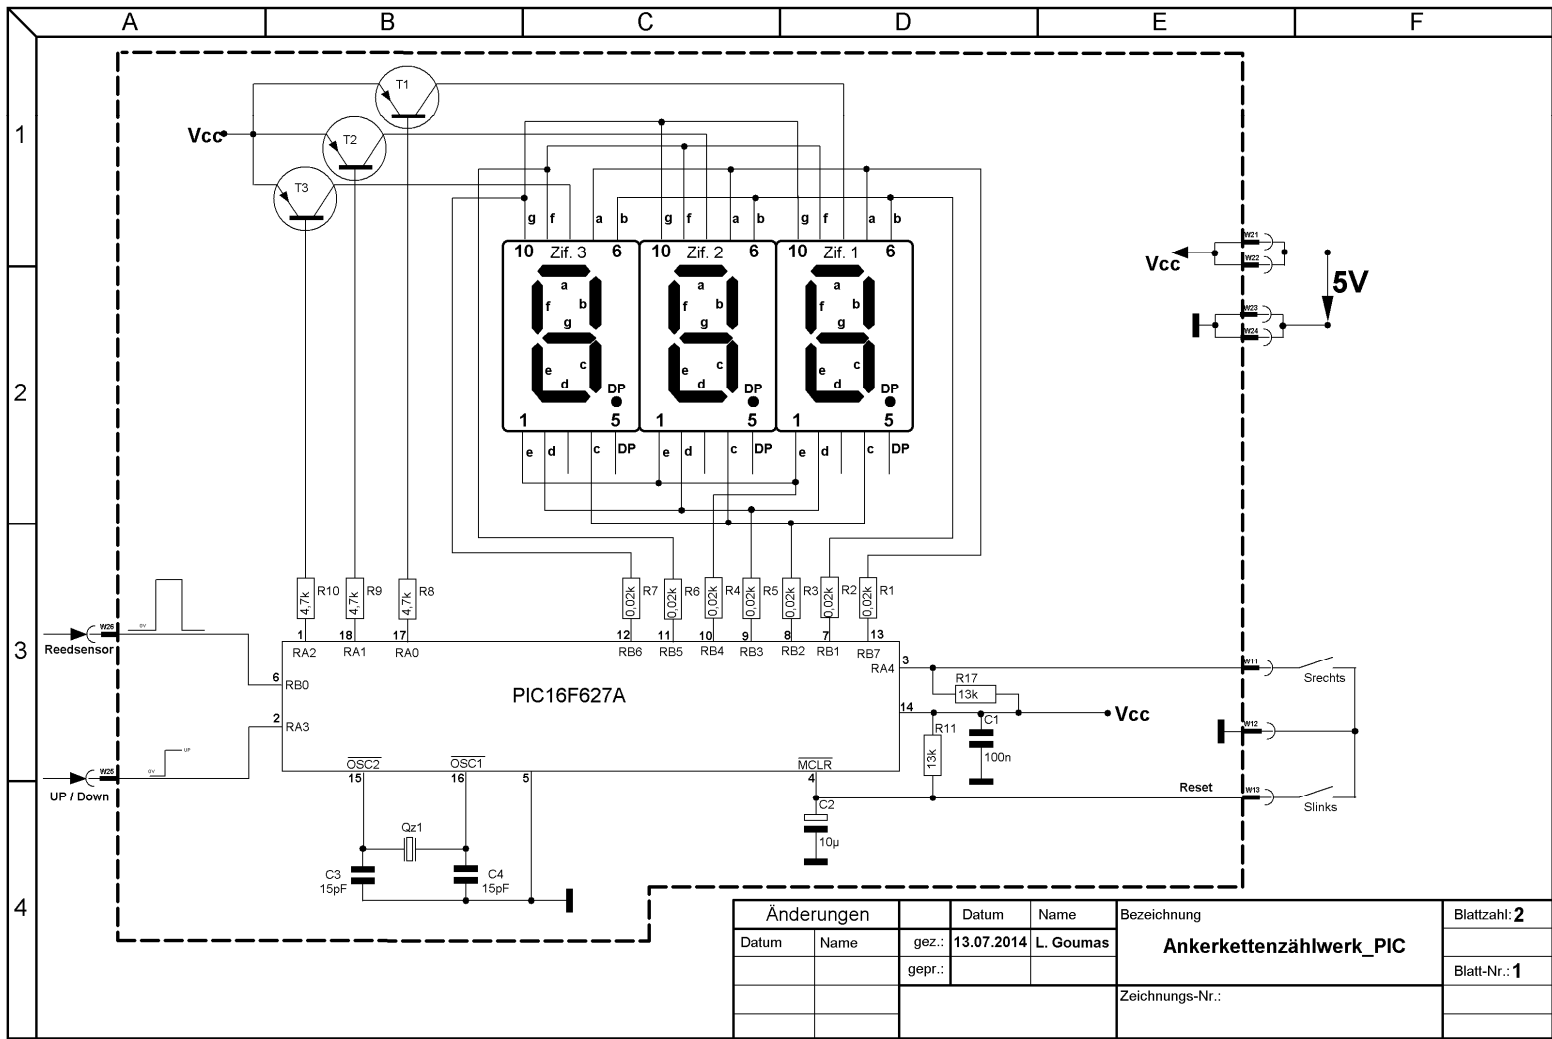 A B C D E F
1
2
3
4
T1
T2
T3
Vcc
g f a b g f a b g f a b
10 Zif. 3 6 10 Zif. 2 6 10 Zif. 1 6
a a a
f b f b f b
g g g
e c e c e c
d d d
DP DP DP
1 5 1 5 1 5
e d c DP e d c DP e d c DP
W21
W22
Vcc
5V
W23
W24
R10 R9 R8 R7 R6 R4 R5 R3 R2 R1
4,7k 4,7k 4,7k 0,02k 0,02k 0,02k 0,02k 0,02k 0,02k 0,02k
1 18 17 12 11 10 9 8 7 13
RA2 RA1 RA0 RB6 RB5 RB4 RB3 RB2 RB1 RB7
0V
W26
Reedsensor
6 RB0
2 RA3
PIC16F627A
RA4 3
14
R17
13k
R11
13k
C1
100n
Vcc
W11
Srechts
W12
W13
Slinks
Reset
0V UP
W25
UP / Down
OSC2 OSC1 MCLR
15 16 5 4
Qz1
C3
15pF
C4
15pF
C2
10µ
Änderungen Datum Name Bezeichnung Blattzahl: 2
Datum Name gez.: 13.07.2014 L. Goumas Ankerkettenzählwerk_PIC
gepr.: Blatt-Nr.: 1
Zeichnungs-Nr.: